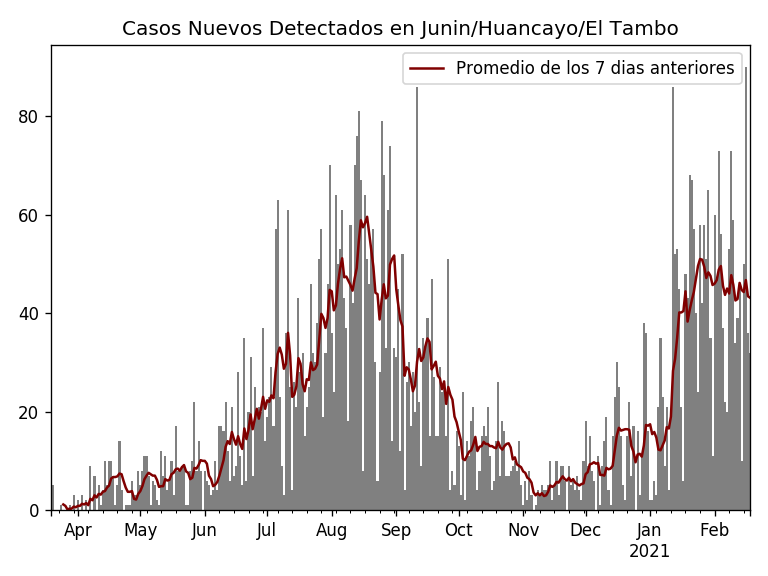 Casos Nuevos Detectados en Junin/Huancayo/El Tambo
Promedio de los 7 dias anteriores
80
60
40
20
0
Apr May Jun Jul Aug Sep Oct Nov Dec Jan Feb
2021